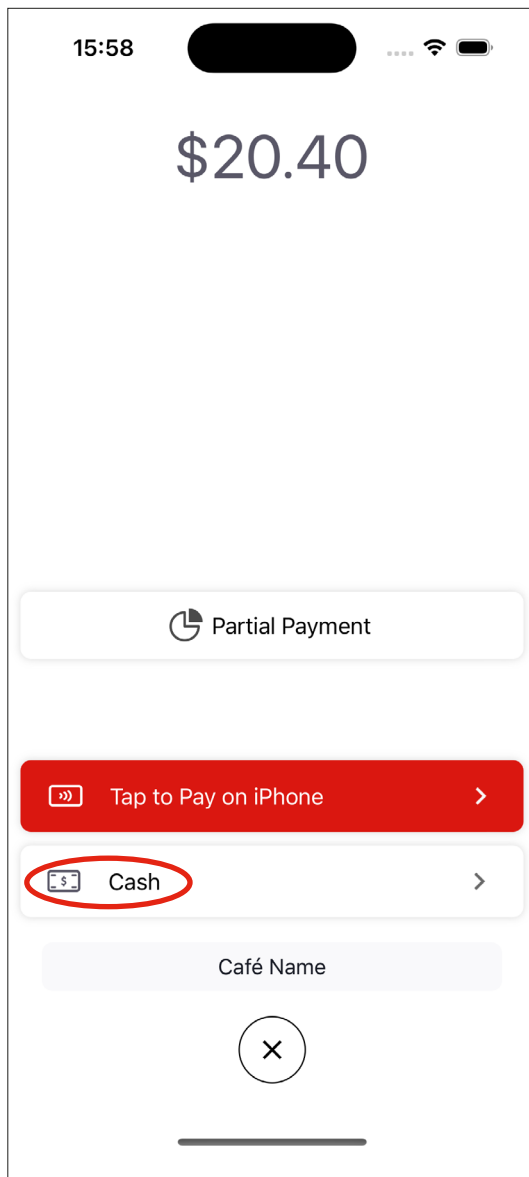 15:58
$20.40
Partial Payment
Tap to Pay on iPhone
$ Cash
Café Name